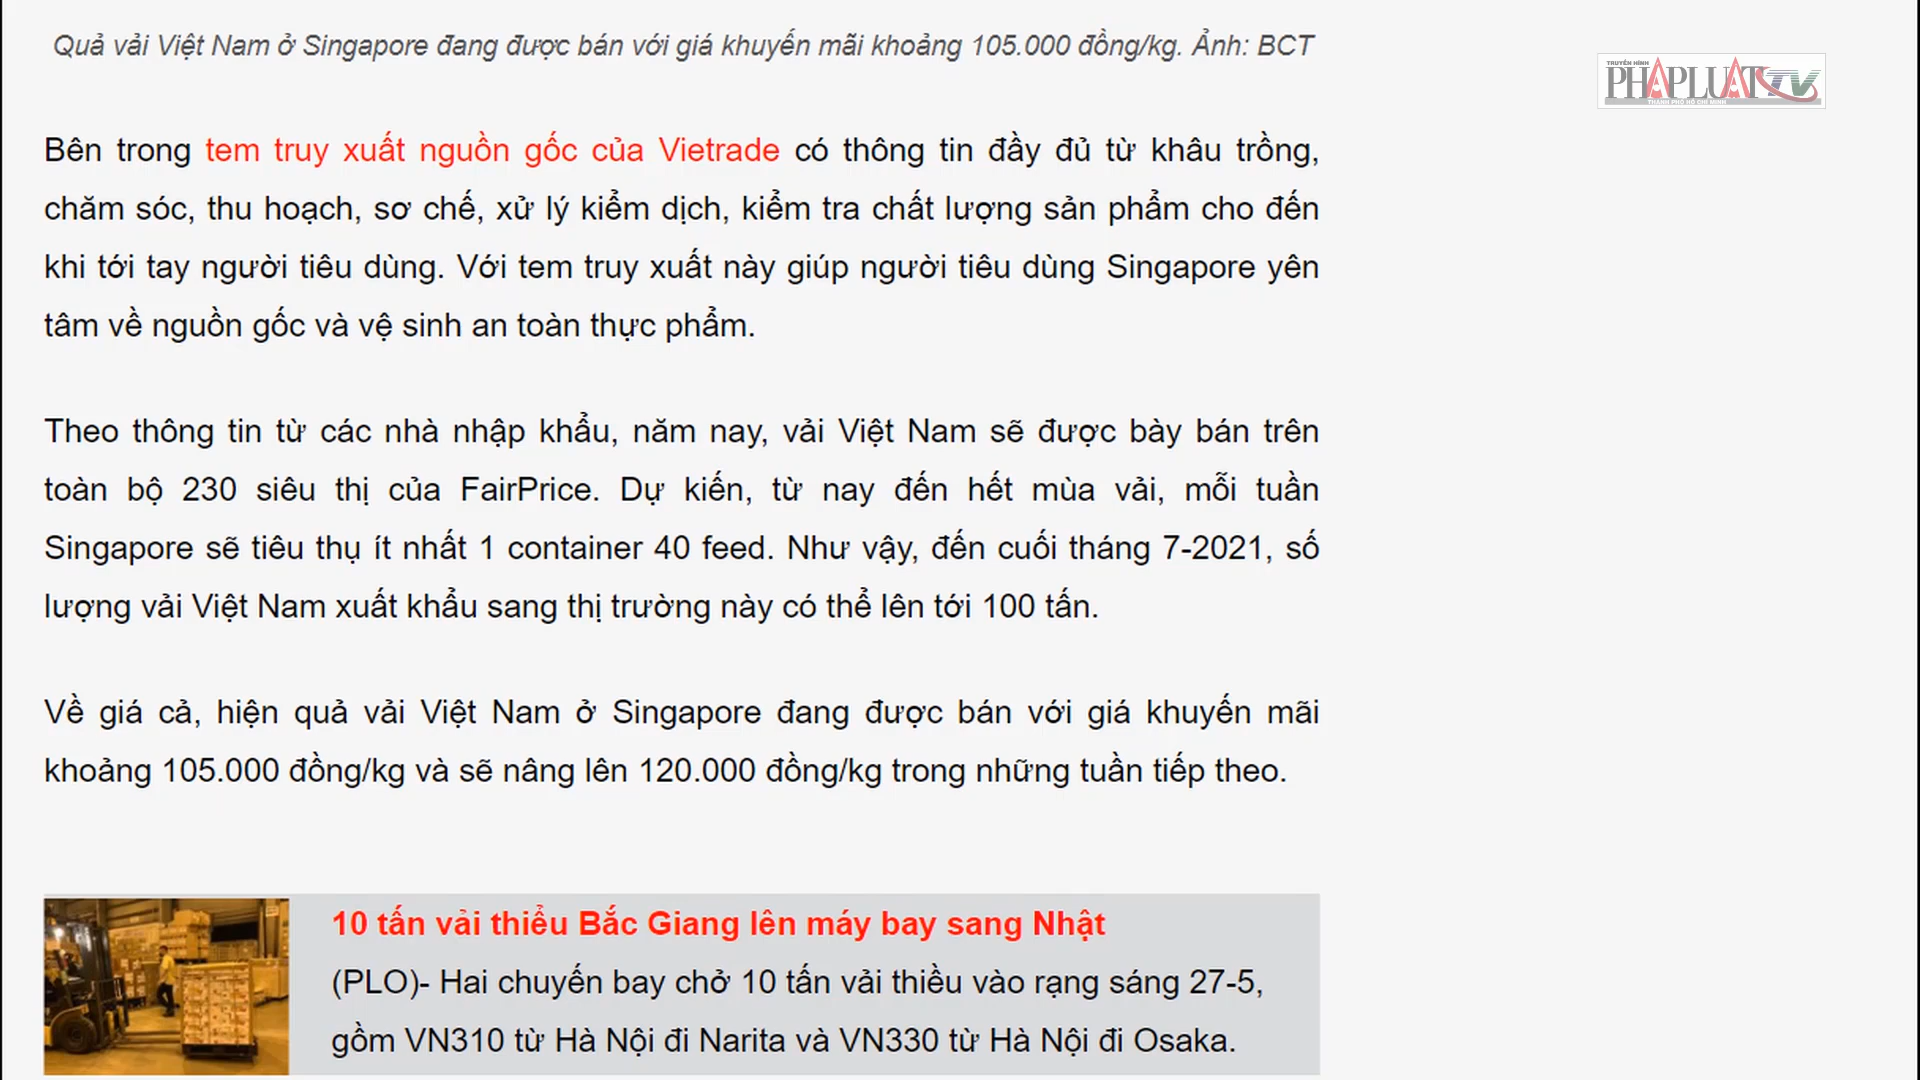 Quả vải Việt Nam ở Singapore đang được bán với giá khuyến mãi khoảng 105.000 đồng/kg. Ảnh: BCT
TRUYỀN HÌNH
PHÁPLUẬT TV
THÀNH PHỐ HỒ CHÍ MINH
Bên trong tem truy xuất nguồn gốc của Vietrade có thông tin đầy đủ từ khâu trồng,
chăm sóc, thu hoạch, sơ chế, xử lý kiểm dịch, kiểm tra chất lượng sản phẩm cho đến
khi tới tay người tiêu dùng. Với tem truy xuất này giúp người tiêu dùng Singapore yên
tâm về nguồn gốc và vệ sinh an toàn thực phẩm.
Theo thông tin từ các nhà nhập khẩu, năm nay, vải Việt Nam sẽ được bày bán trên
toàn bộ 230 siêu thị của FairPrice. Dự kiến, từ nay đến hết mùa vải, mỗi tuần
Singapore sẽ tiêu thụ ít nhất 1 container 40 feed. Như vậy, đến cuối tháng 7-2021, số
lượng vải Việt Nam xuất khẩu sang thị trường này có thể lên tới 100 tấn.
Về giá cả, hiện quả vải Việt Nam ở Singapore đang được bán với giá khuyến mãi
khoảng 105.000 đồng/kg và sẽ nâng lên 120.000 đồng/kg trong những tuần tiếp theo.
10 tấn vải thiểu Bắc Giang lên máy bay sang Nhật
(PLO)- Hai chuyến bay chở 10 tấn vải thiều vào rạng sáng 27-5,
gồm VN310 từ Hà Nội đi Narita và VN330 từ Hà Nội đi Osaka.